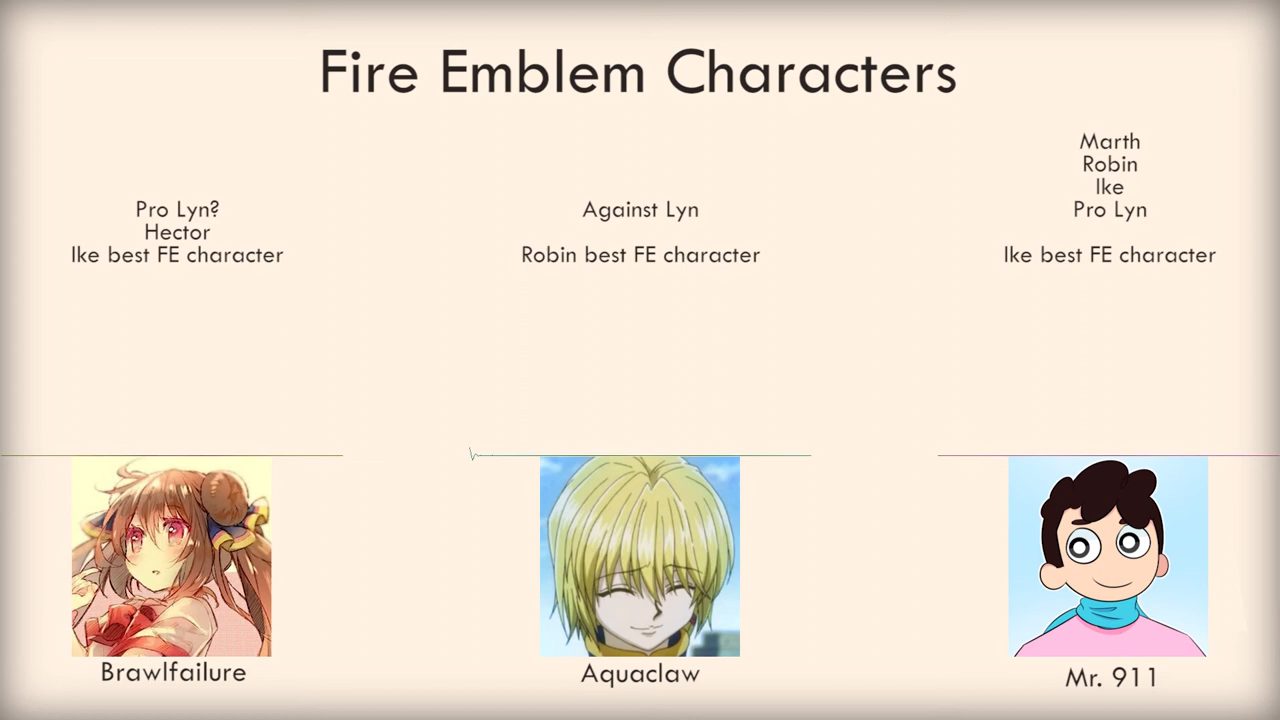 Fire Emblem Characters
Pro Lyn?
Hector
Ike best FE character
Against Lyn
Robin best FE character
Marth
Robin
Ike
Pro Lyn
Ike best FE character
Brawlfailure
Aquaclaw
Mr. 911